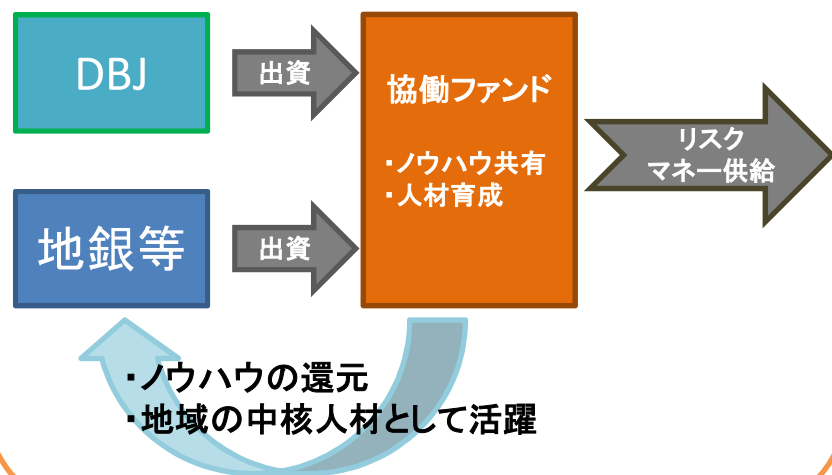 DBJ
出資
協働ファンド
・ノウハウ共有
・人材育成
リスク
マネー供給
地銀等
出資
・ノウハウの還元
・地域の中核人材として活躍